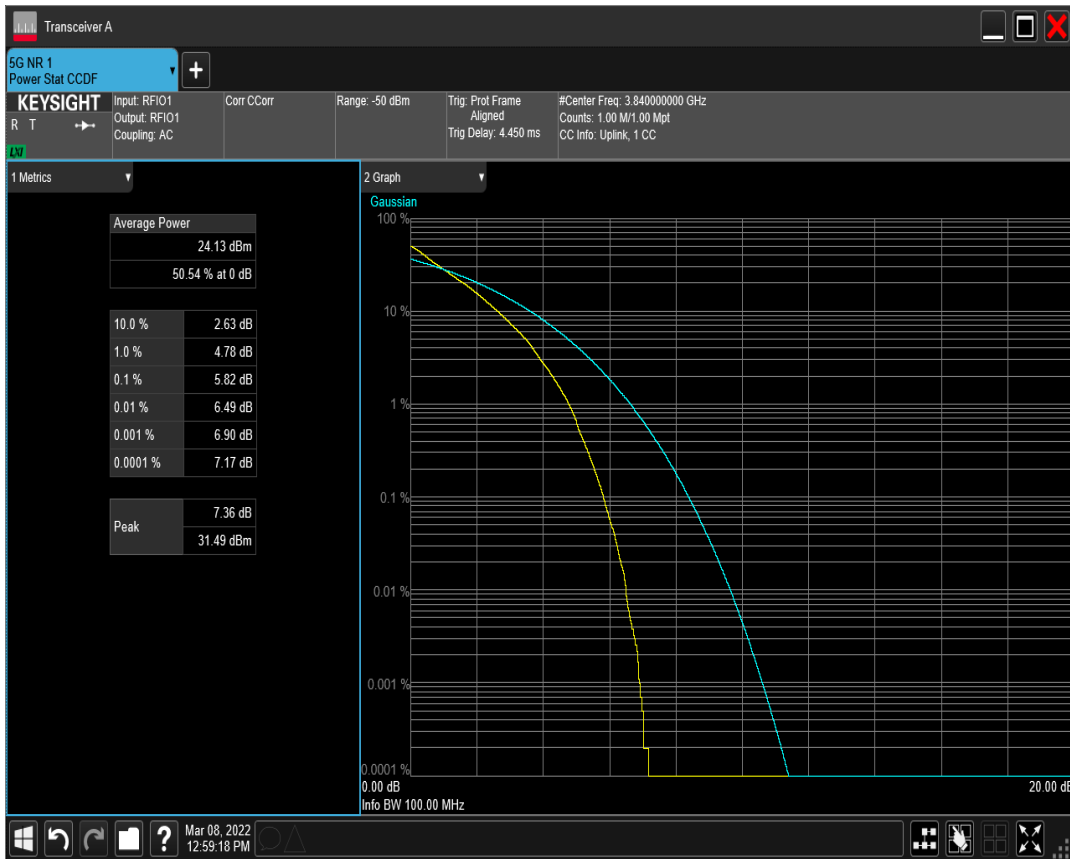 Transceiver A
5G NR 1
Power Stat CCDF
+
KEYSIGHT
R T
LXI
Input: RFIO1
Output: RFIO1
Coupling: AC
Corr CCorr
Range: -50 dBm
Trig: Prot Frame
Aligned
Trig Delay: 4.450 ms
#Center Freq: 3.840000000 GHz
Counts: 1.00 M/1.00 Mpt
CC Info: Uplink, 1 CC
1 Metrics
Average Power
24.13 dBm
50.54 % at 0 dB
10.0 % 2.63 dB
1.0 % 4.78 dB
0.1 % 5.82 dB
0.01 % 6.49 dB
0.001 % 6.90 dB
0.0001 % 7.17 dB
Peak
7.36 dB
31.49 dBm
2 Graph
Gaussian
100 %
10 %
1 %
0.1 %
0.01 %
0.001 %
0.0001 %
0.00 dB 20.00 dB
Info BW 100.00 MHz
?
Mar 08, 2022
12:59:18 PM